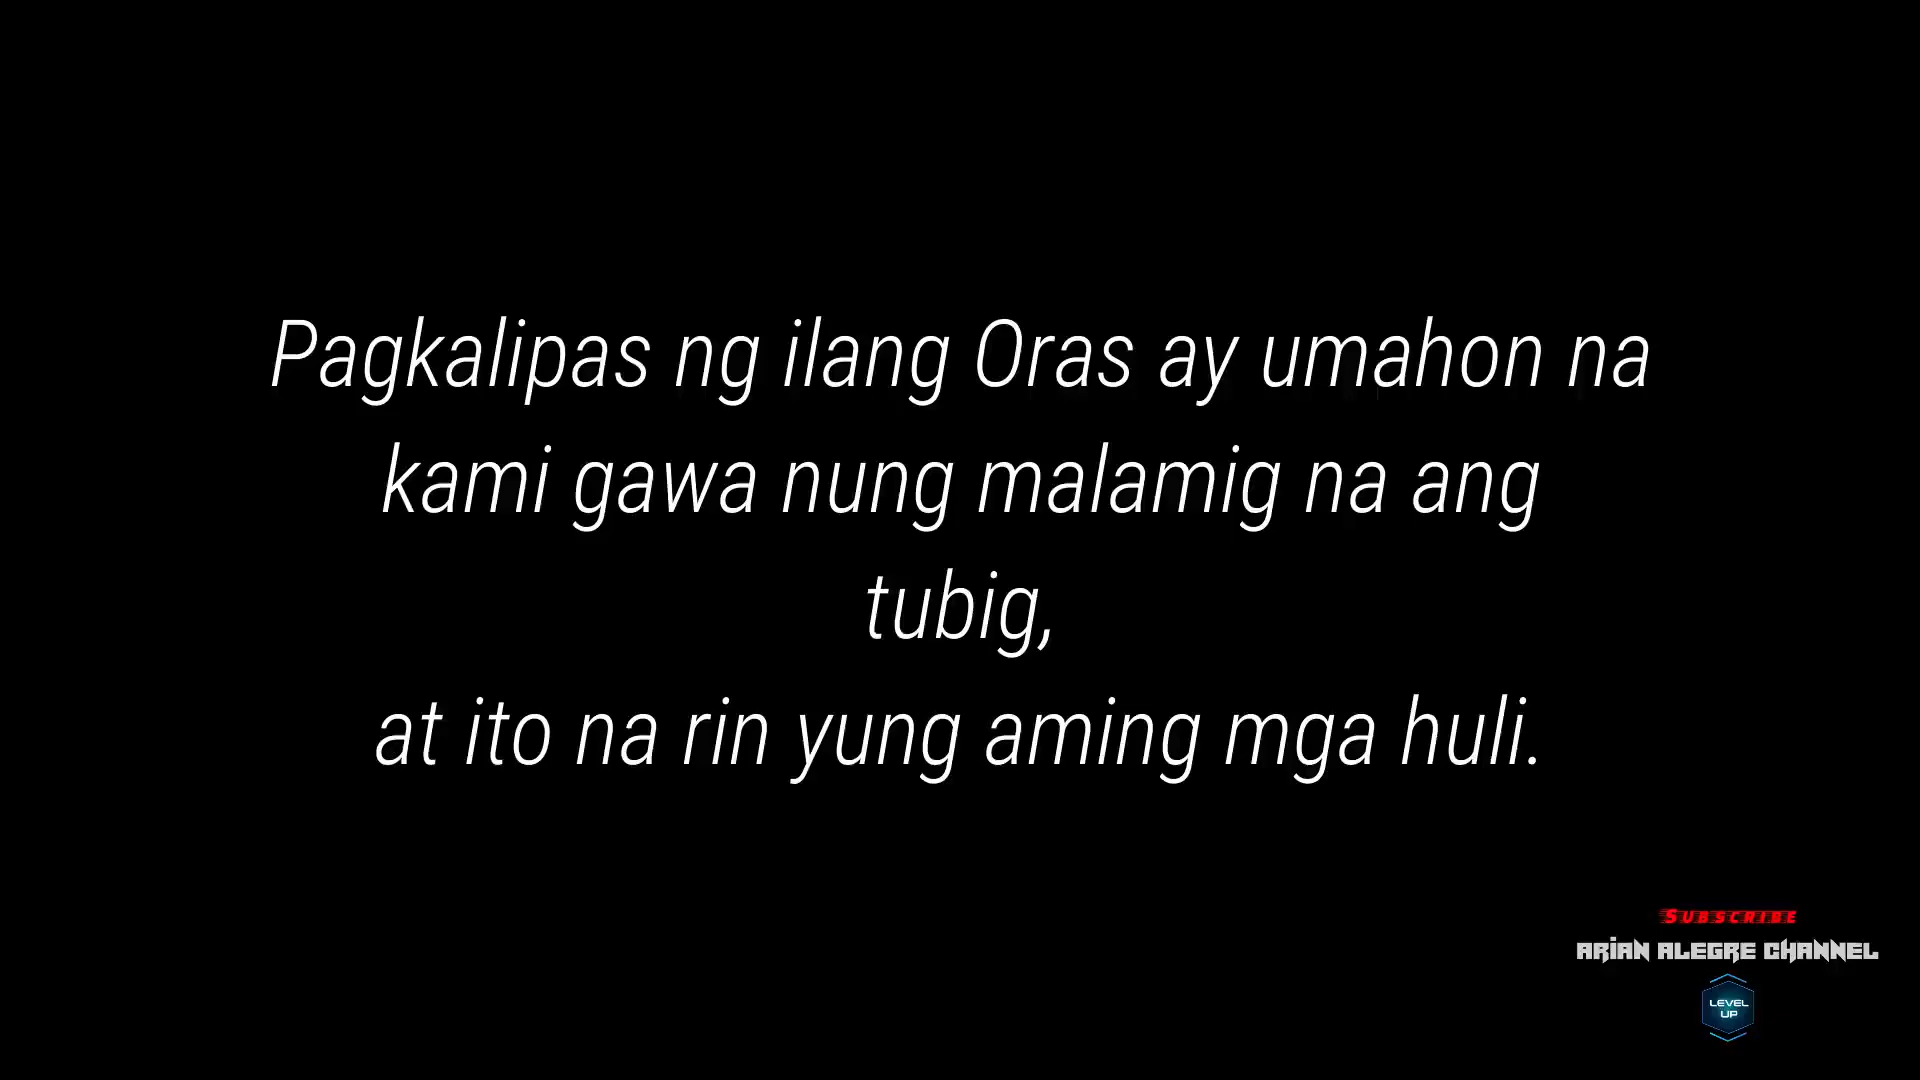 Pagkalipas ng ilang Oras ay umahon na
kami gawa nung malamig na ang
tubig,
at ito na rin yung aming mga huli.
SUBSCRIBE
ARIAN ALEGRE CHANNEL
LEVEL
UP